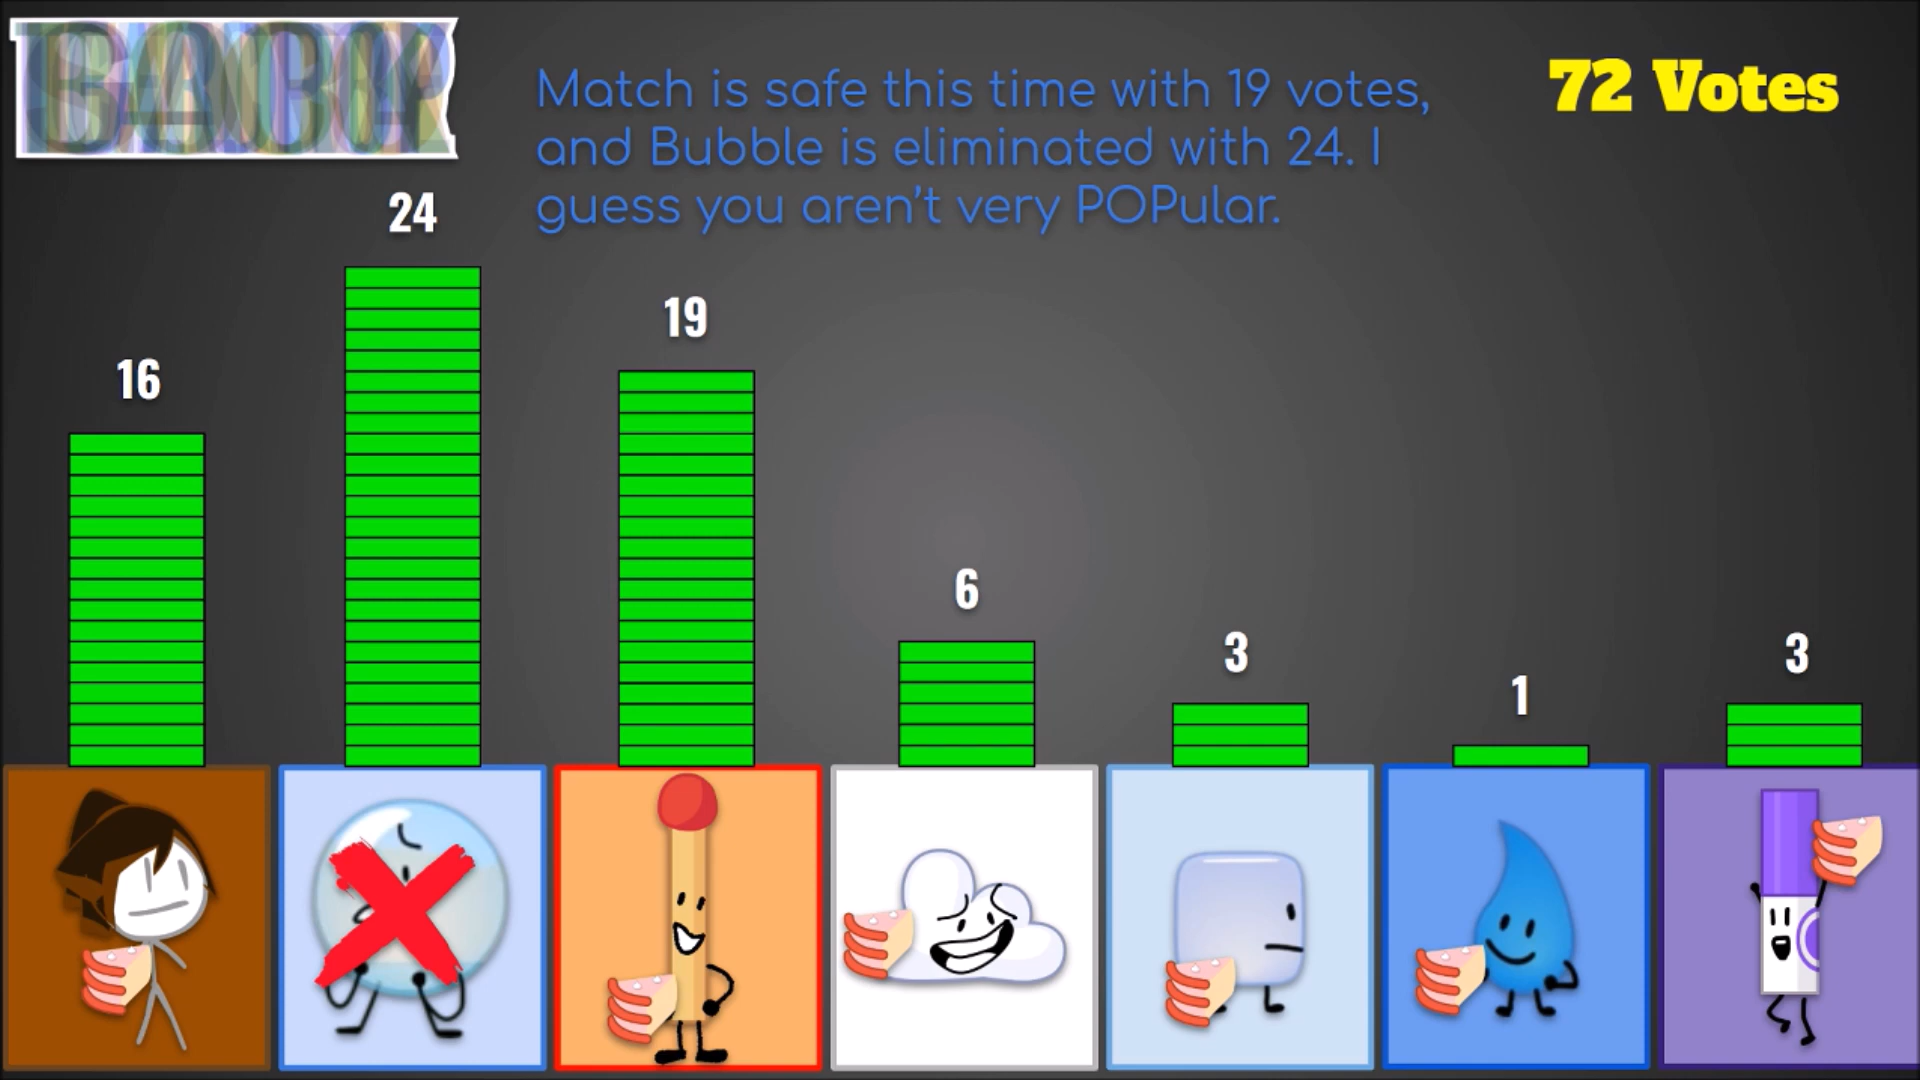 Match is safe this time with 19 votes,
and Bubble is eliminated with 24. I
guess you aren't very POPular.
72 Votes
16
24
19
6
3
1
3